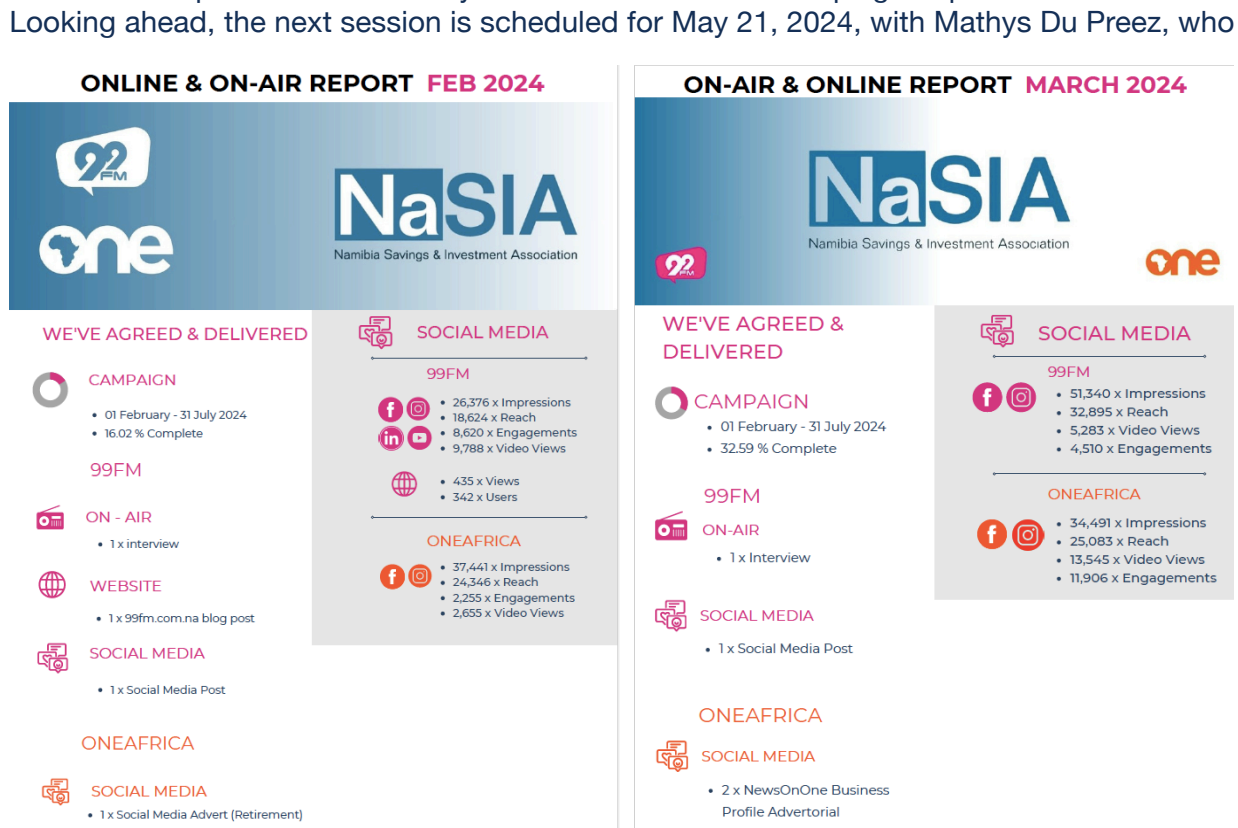 Looking ahead, the next session is scheduled for May 21, 2024, with Mathys Du Preez, who
ONLINE & ON-AIR REPORT FEB 2024
99
FM
one
NaSIA
Namibia Savings & Investment Association
WE'VE AGREED & DELIVERED
CAMPAIGN
• 01 February - 31 July 2024
• 16.02 % Complete
99FM
ON - AIR
• 1 x interview
WEBSITE
• 1 x 99fm.com.na blog post
SOCIAL MEDIA
• 1 x Social Media Post
ONEAFRICA
SOCIAL MEDIA
• 1 x Social Media Advert (Retirement)
SOCIAL MEDIA
99FM
• 26,376 x Impressions
• 18,624 x Reach
• 8,620 x Engagements
• 9,788 x Video Views
• 435 x Views
• 342 x Users
ONEAFRICA
• 37,441 x Impressions
• 24,346 x Reach
• 2,255 x Engagements
• 2,655 x Video Views
ON-AIR & ONLINE REPORT MARCH 2024
NaSIA
Namibia Savings & Investment Association
99
FM
one
WE'VE AGREED &
DELIVERED
CAMPAIGN
• 01 February - 31 July 2024
• 32.59 % Complete
99FM
ON-AIR
• 1 x Interview
SOCIAL MEDIA
• 1 x Social Media Post
ONEAFRICA
SOCIAL MEDIA
• 2 x NewsOnOne Business
Profile Advertorial
SOCIAL MEDIA
99FM
• 51,340 x Impressions
• 32,895 x Reach
• 5,283 x Video Views
• 4,510 x Engagements
ONEAFRICA
• 34,491 x Impressions
• 25,083 x Reach
• 13,545 x Video Views
• 11,906 x Engagements